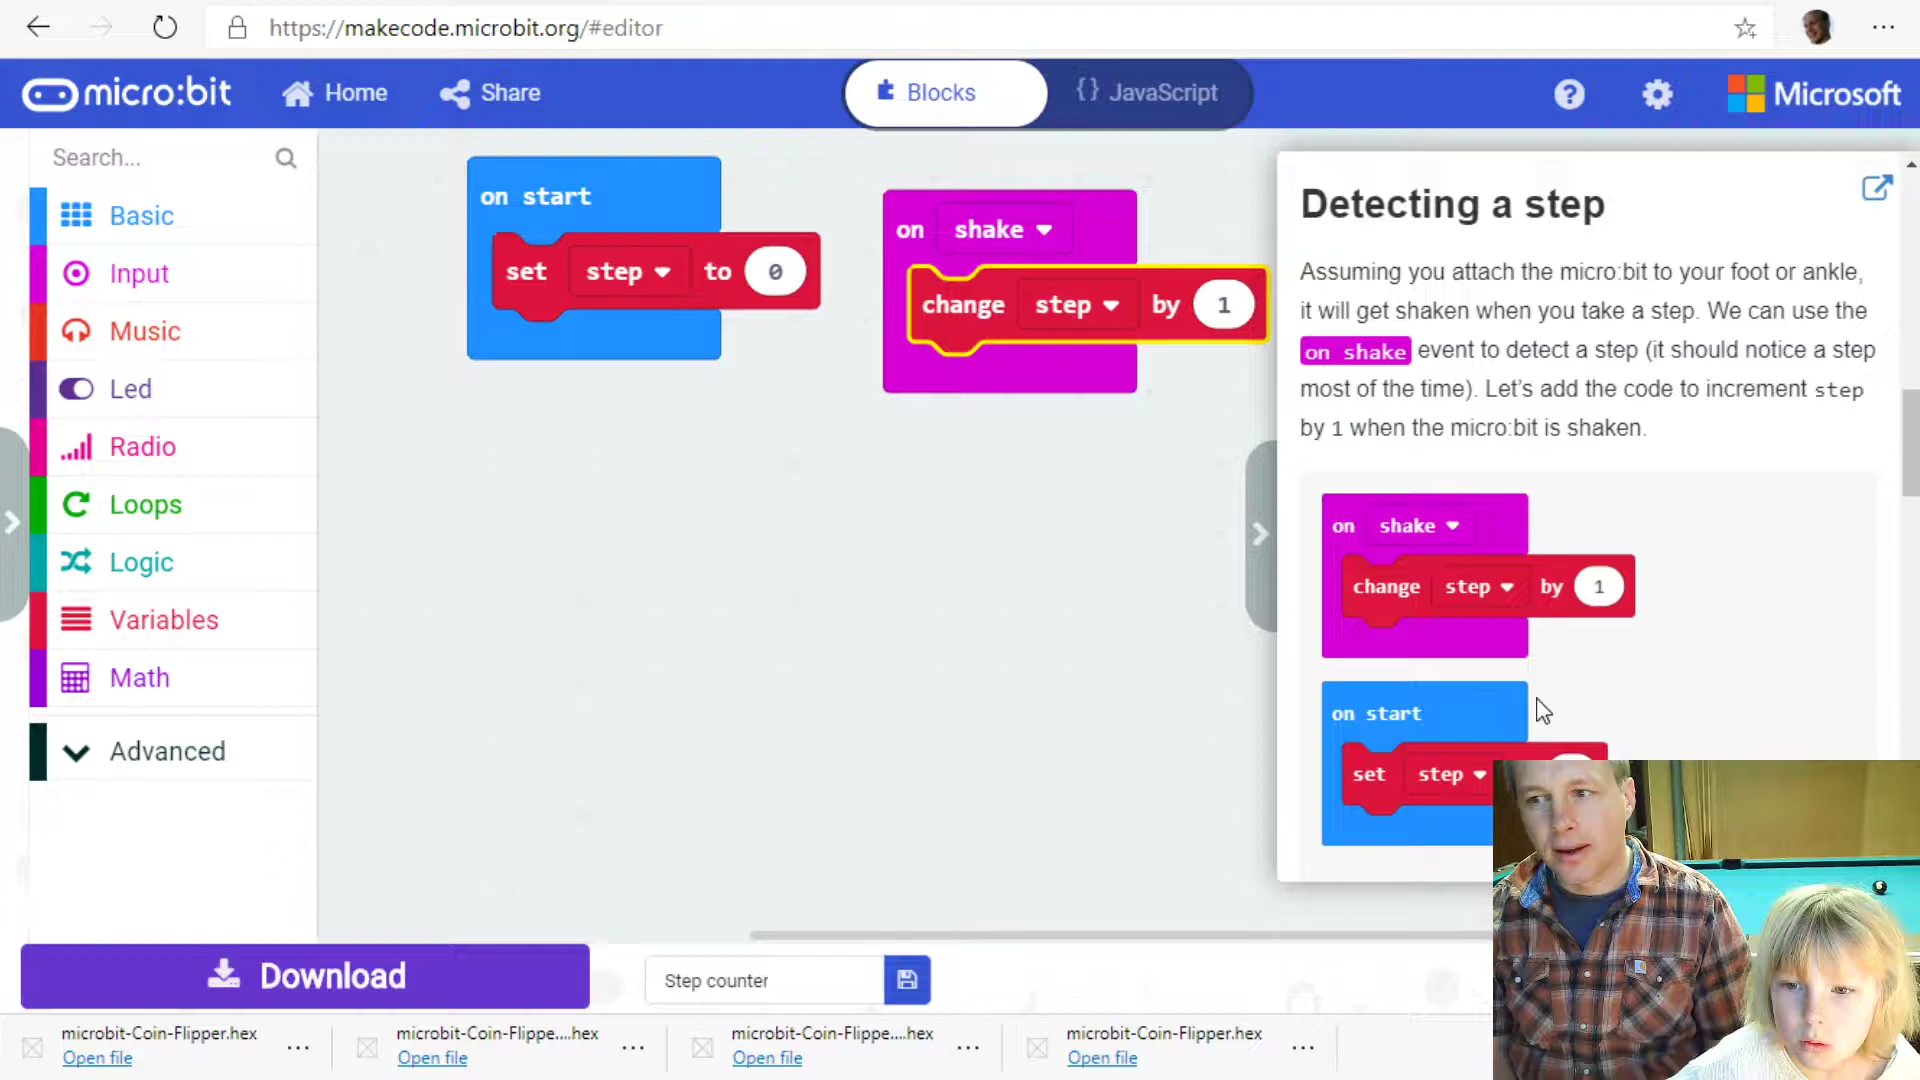 https://makecode.microbit.org/#editor
micro:bit
Home
Share
Blocks
{} JavaScript
?
Microsoft
Search...
Basic
Input
Music
Led
Radio
Loops
Logic
Variables
Math
Advanced
on start
set step to 0
on shake
change step by 1
Detecting a step
Assuming you attach the micro:bit to your foot or ankle,
it will get shaken when you take a step. We can use the
on shake event to detect a step (it should notice a step
most of the time). Let's add the code to increment step
by 1 when the micro:bit is shaken.
on shake
change step by 1
on start
set step
Download
Step counter
microbit-Coin-Flipper.hex
Open file
microbit-Coin-Flippe....hex
Open file
microbit-Coin-Flippe....hex
Open file
microbit-Coin-Flipper.hex
Open file